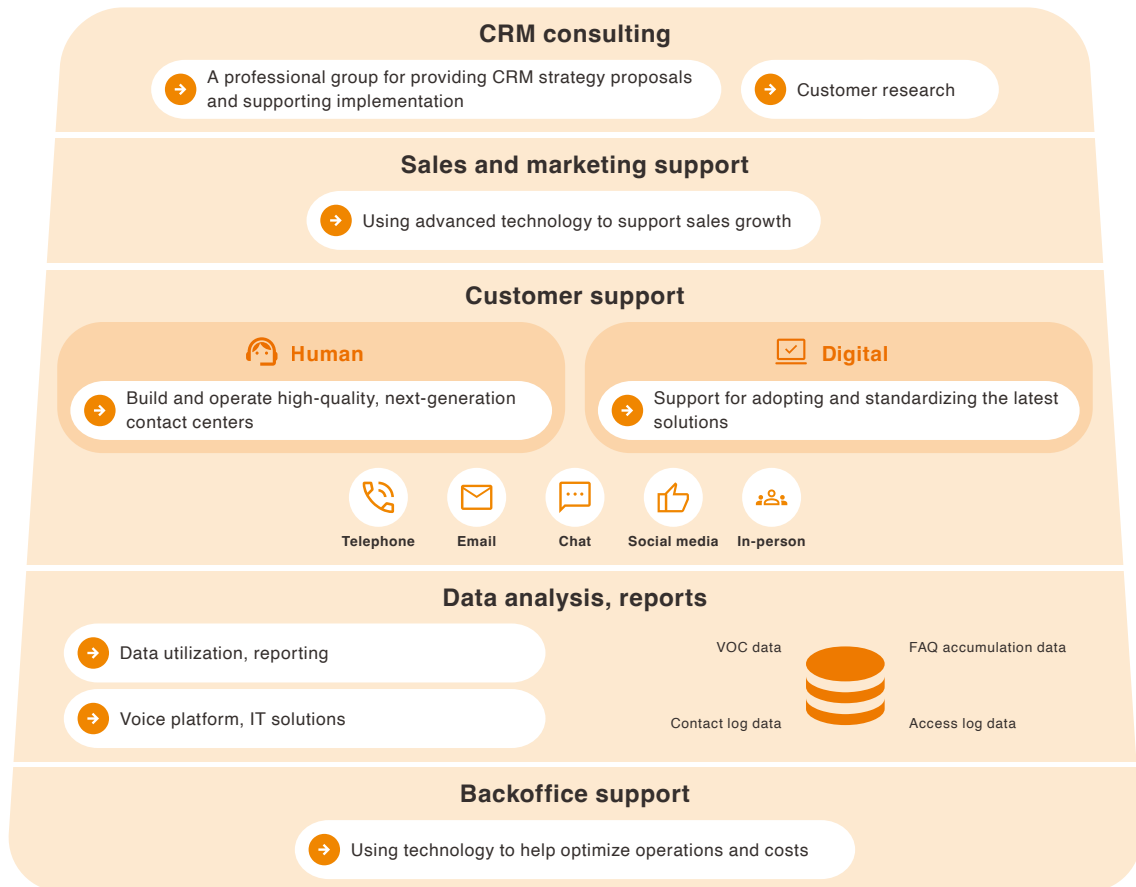 CRM consulting
A professional group for providing CRM strategy proposals
and supporting implementation
Customer research
Sales and marketing support
Using advanced technology to support sales growth
Customer support
Human
Build and operate high-quality, next-generation
contact centers
Digital
Support for adopting and standardizing the latest
solutions
Telephone
Email
Chat
Social media
In-person
Data analysis, reports
Data utilization, reporting
Voice platform, IT solutions
VOC data
FAQ accumulation data
Contact log data
Access log data
Backoffice support
Using technology to help optimize operations and costs